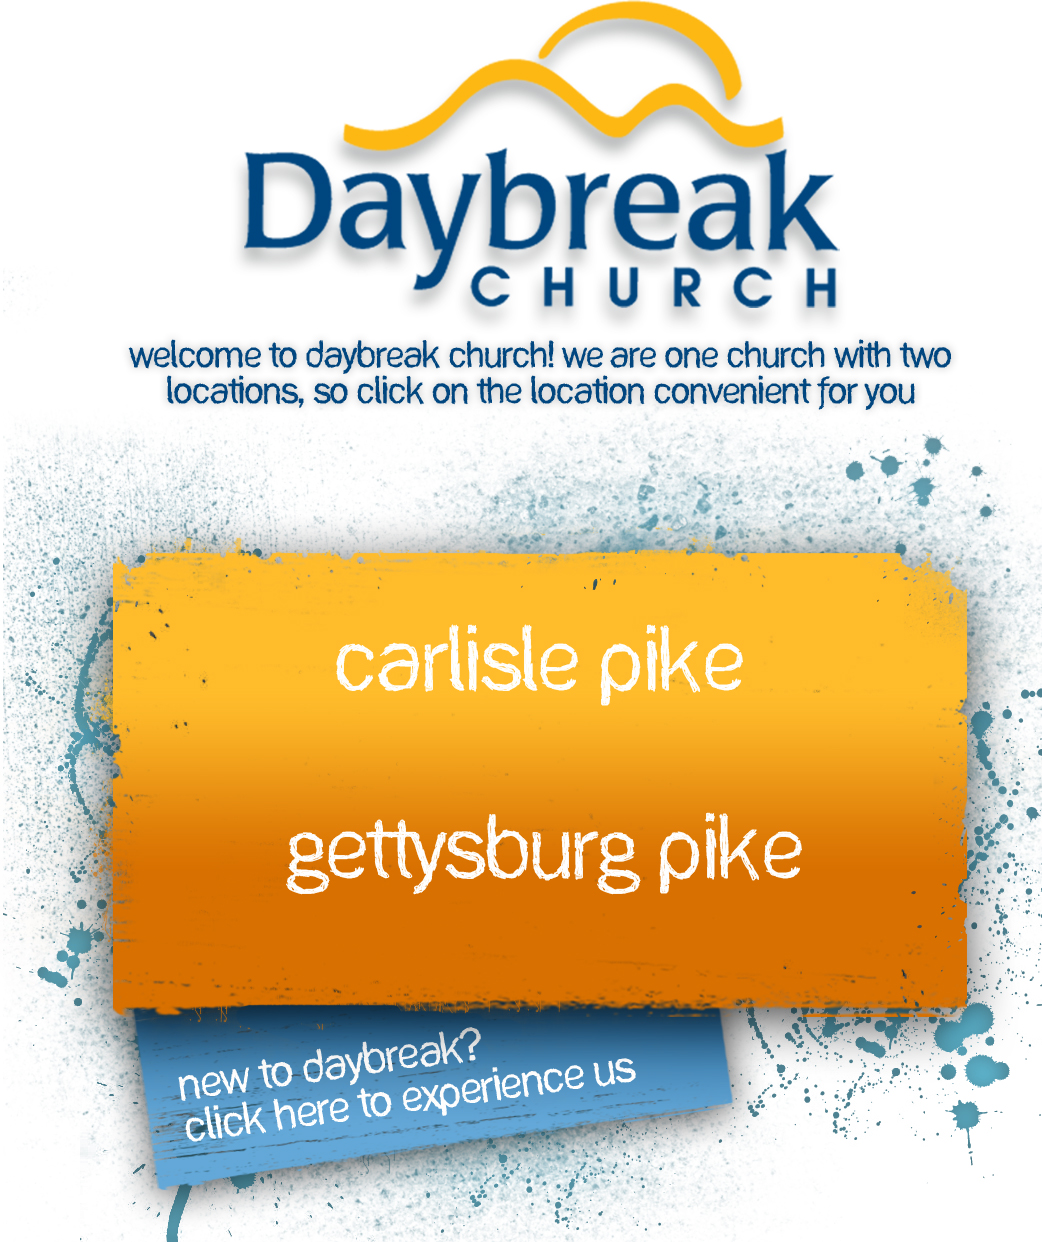 Daybreak
CHURCH
welcome to daybreak church! we are one church with two
locations, so click on the location convenient for you
carlisle pike
gettysburg pike
new to daybreak?
click here to experience us